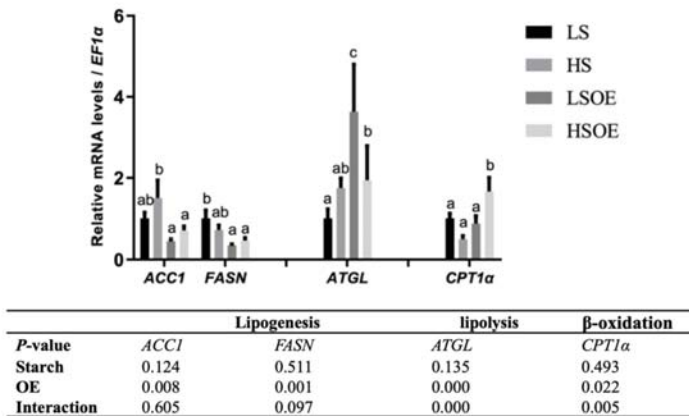 6
4
2
0
Relative mRNA levels / EF1α
LS
HS
LSOE
HSOE
ab b a a
b ab a a
a ab c b
a a a b
ACC1 FASN ATGL CPT1α
Lipogenesis lipolysis β-oxidation
P-value ACC1 FASN ATGL CPT1α
Starch 0.124 0.511 0.135 0.493
OE 0.008 0.001 0.000 0.022
Interaction 0.605 0.097 0.000 0.005